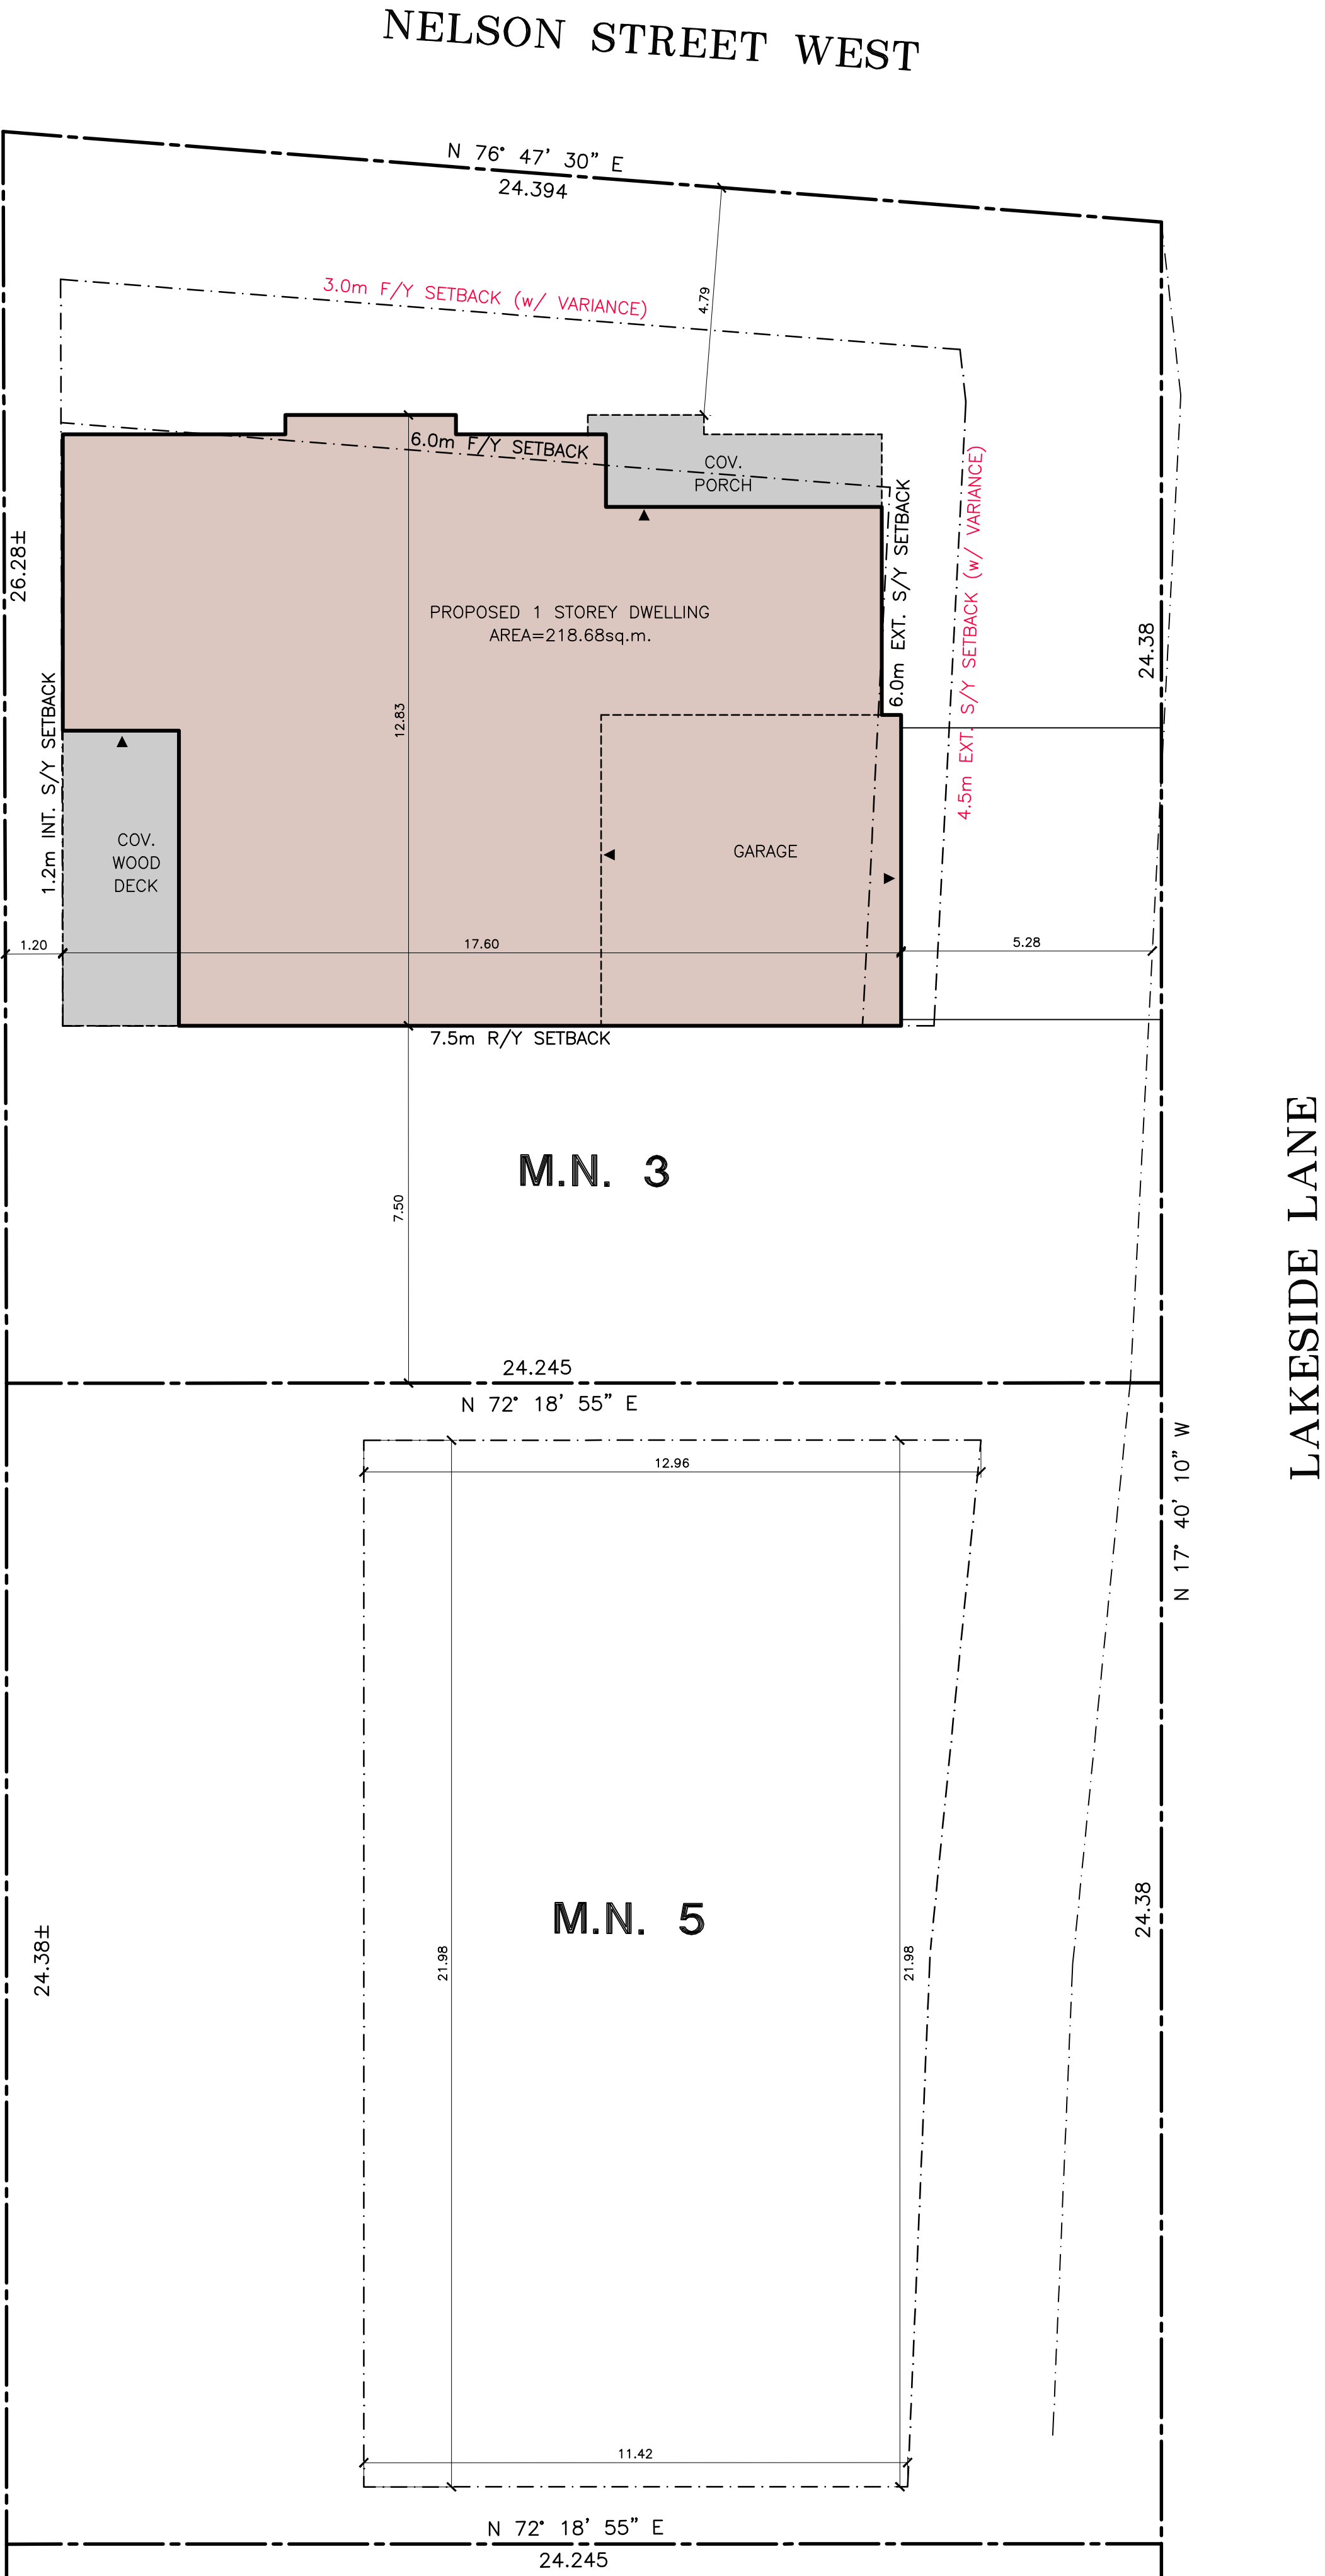 NELSON STREET WEST
N 76° 47' 30" E
24.394
3.0m F/Y SETBACK (w/ VARIANCE)
4.79
6.0m F/Y SETBACK
COV.
PORCH
26.28±
6.0m EXT. S/Y SETBACK
4.5m EXT. S/Y SETBACK (w/ VARIANCE)
24.38
PROPOSED 1 STOREY DWELLING
AREA=218.68sq.m.
12.83
1.2m INT. S/Y SETBACK
COV.
WOOD
DECK
GARAGE
1.20
17.60
5.28
7.5m R/Y SETBACK
M.N. 3
7.50
LAKESIDE LANE
24.245
N 72° 18' 55" E
12.96
N 17° 40' 10" W
M.N. 5
24.38±
21.98
21.98
24.38
11.42
N 72° 18' 55" E
24.245